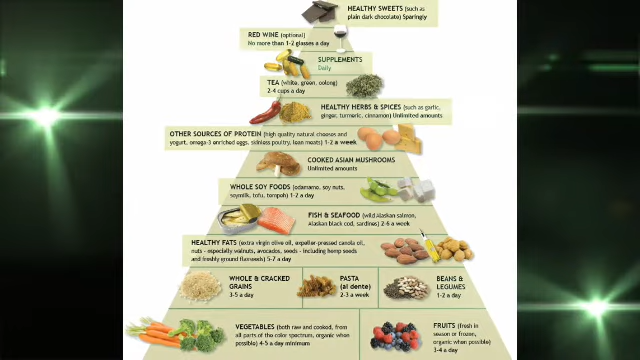 HEALTHY SWEETS (such as
plain dark chocolate) Sparingly
RED WINE (optional)
No more than 1-2 glasses a day
SUPPLEMENTS
Daily
TEA (white, green, oolong)
2-4 cups a day
HEALTHY HERBS & SPICES (such as garlic,
ginger, turmeric, cinnamon) Unlimited amounts
OTHER SOURCES OF PROTEIN (high quality natural cheeses and
yogurt, omega-3 enriched eggs, skinless poultry, lean meats) 1-2 a week
COOKED ASIAN MUSHROOMS
Unlimited amounts
WHOLE SOY FOODS (edamame, soy nuts,
soymilk, tofu, tempeh) 1-2 a day
FISH & SEAFOOD (wild alaskan salmon,
Alaskan black cod, sardines) 2-6 a week
HEALTHY FATS (extra virgin olive oil, expeller-pressed canola oil,
nuts - especially walnuts, avocados, seeds - including hemp seeds
and freshly ground flaxseeds) 5-7 a day
WHOLE & CRACKED
GRAINS
3-5 a day
PASTA
(al dente)
2-3 a week
BEANS &
LEGUMES
1-2 a day
VEGETABLES (both raw and cooked, from
all parts of the color spectrum, organic when
possible) 4-5 a day minimum
FRUITS (fresh in
season or frozen,
organic when possible)
3-4 a day